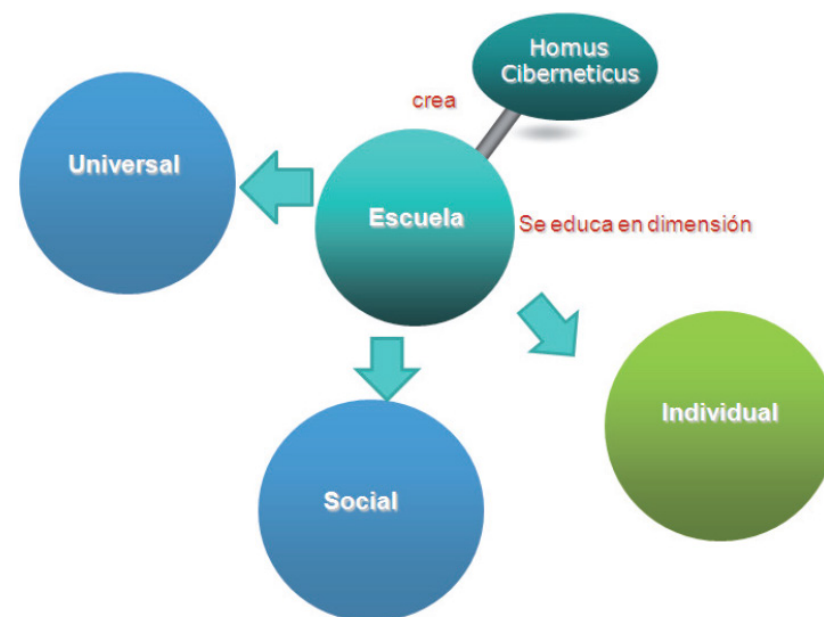 Homus
Ciberneticus
crea
Universal
Escuela
Se educa en dimensión
Individual
Social